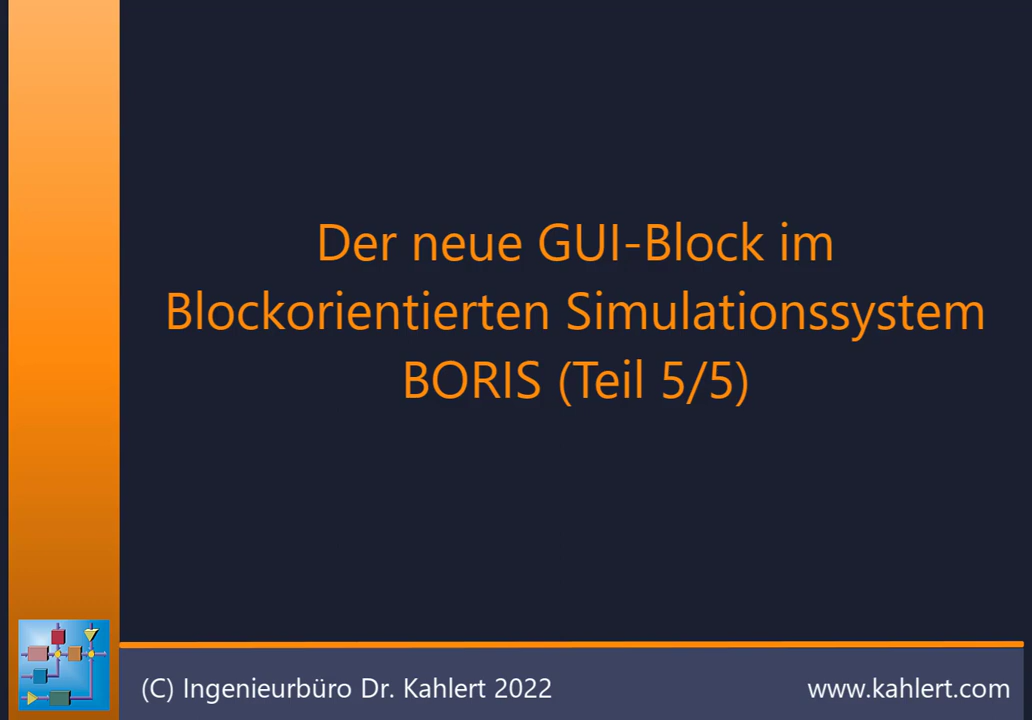 Der neue GUI-Block im
Blockorientierten Simulationssystem
BORIS (Teil 5/5)
(C) Ingenieurbüro Dr. Kahlert 2022
www.kahlert.com